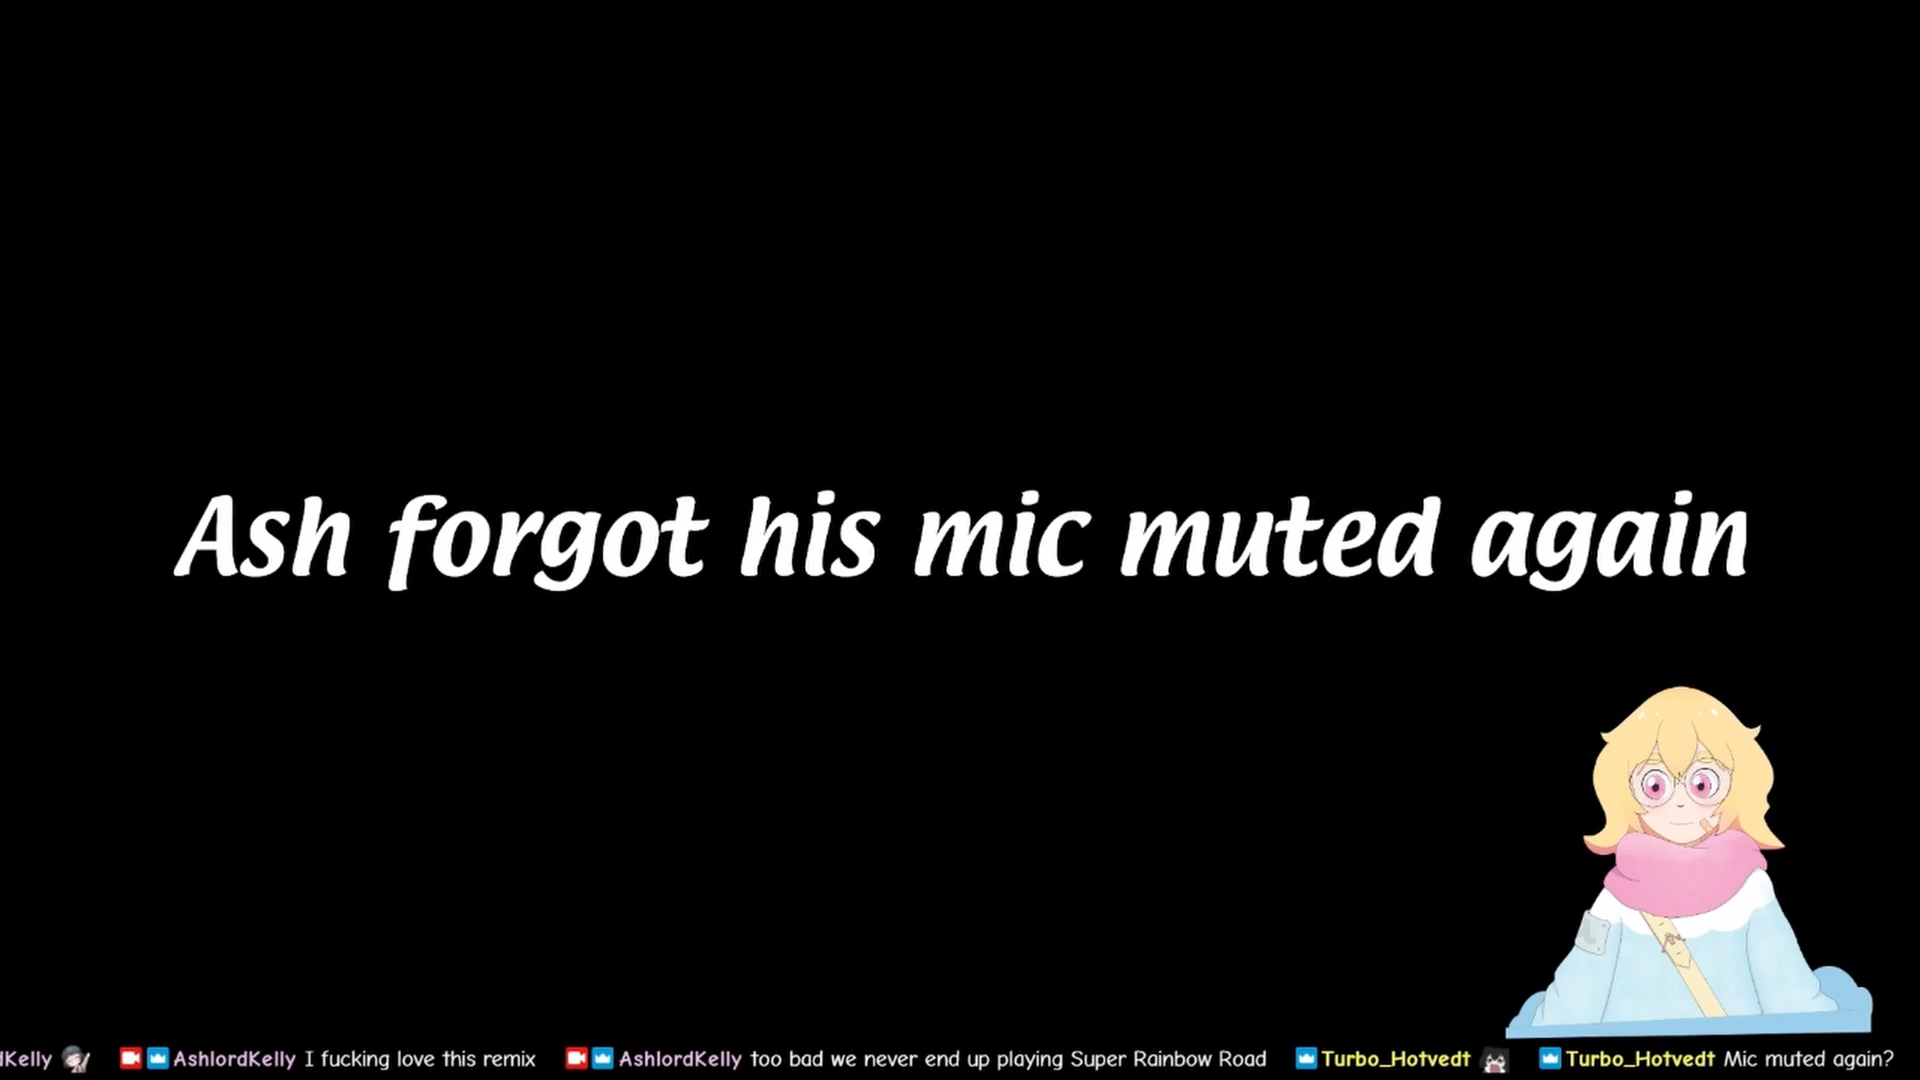 Ash forgot his mic muted again
dKelly AshlordKelly I fucking love this remix AshlordKelly too bad we never end up playing Super Rainbow Road Turbo_Hotvedt Turbo_Hotvedt Mic muted again?